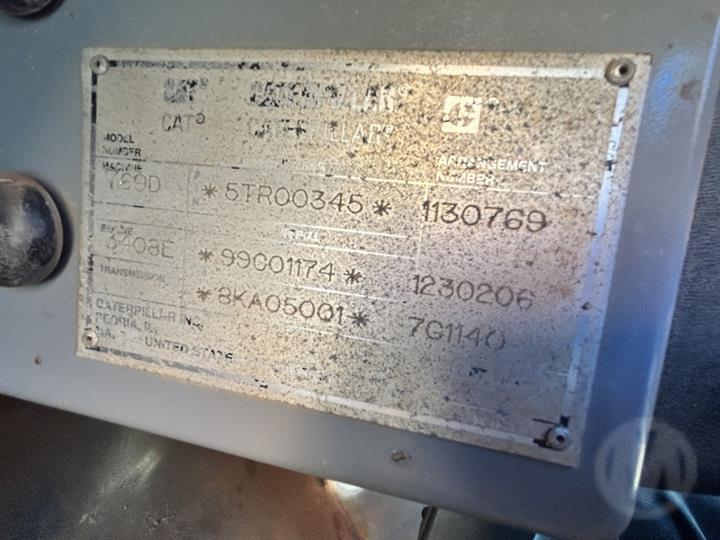 CAT® CATERPILLAR®
CAT® CATERPILLAR®
MODEL NUMBER
ARRANGEMENT NUMBER
MACHINE
769D *5TR00345* 1130769
ENGINE
3408E *99G01174* 1230206
TRANSMISSION
*8KA05001* 7G1140
CATERPILLAR INC.
PEORIA, IL
UNITED STATES
M